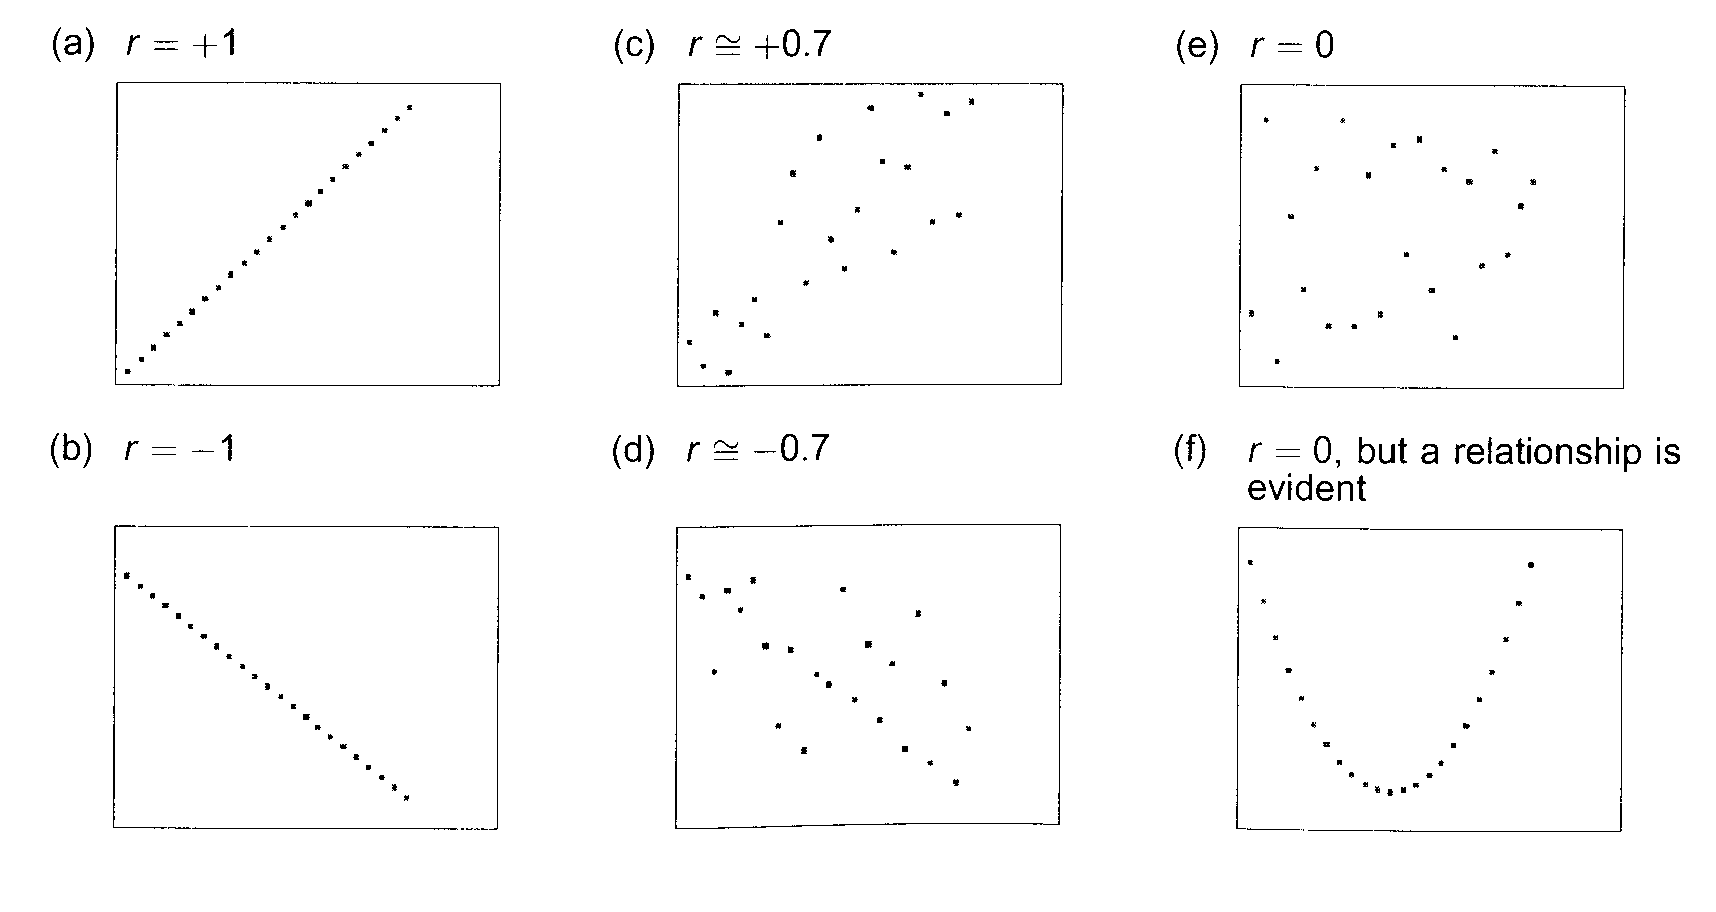 (a) r = +1
(c) r ≅ +0.7
(e) r = 0
(b) r = −1
(d) r ≅ −0.7
(f) r = 0, but a relationship is
evident